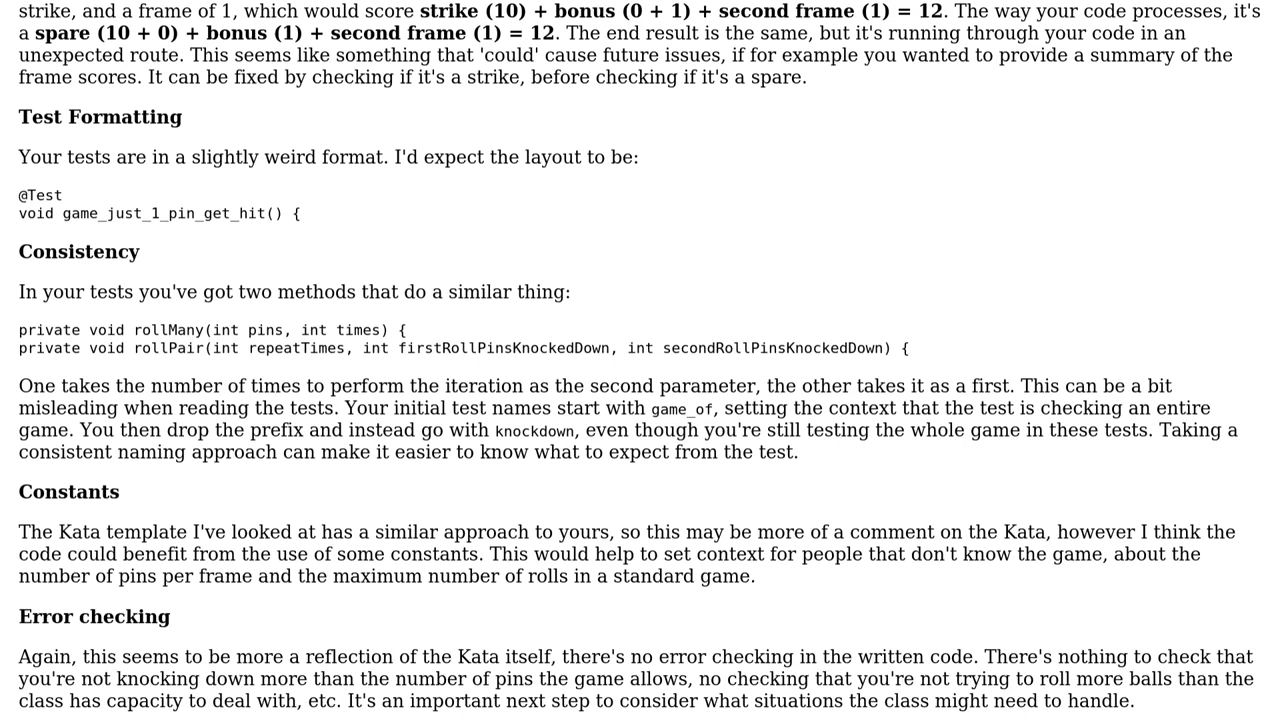 strike, and a frame of 1, which would score strike (10) + bonus (0 + 1) + second frame (1) = 12. The way your code processes, it's
a spare (10 + 0) + bonus (1) + second frame (1) = 12. The end result is the same, but it's running through your code in an
unexpected route. This seems like something that 'could' cause future issues, if for example you wanted to provide a summary of the
frame scores. It can be fixed by checking if it's a strike, before checking if it's a spare.
Test Formatting
Your tests are in a slightly weird format. I'd expect the layout to be:
@Test
void game_just_1_pin_get_hit() {
Consistency
In your tests you've got two methods that do a similar thing:
private void rollMany(int pins, int times) {
private void rollPair(int repeatTimes, int firstRollPinsKnockedDown, int secondRollPinsKnockedDown) {
One takes the number of times to perform the iteration as the second parameter, the other takes it as a first. This can be a bit
misleading when reading the tests. Your initial test names start with game_of, setting the context that the test is checking an entire
game. You then drop the prefix and instead go with knockdown, even though you're still testing the whole game in these tests. Taking a
consistent naming approach can make it easier to know what to expect from the test.
Constants
The Kata template I've looked at has a similar approach to yours, so this may be more of a comment on the Kata, however I think the
code could benefit from the use of some constants. This would help to set context for people that don't know the game, about the
number of pins per frame and the maximum number of rolls in a standard game.
Error checking
Again, this seems to be more a reflection of the Kata itself, there's no error checking in the written code. There's nothing to check that
you're not knocking down more than the number of pins the game allows, no checking that you're not trying to roll more balls than the
class has capacity to deal with, etc. It's an important next step to consider what situations the class might need to handle.